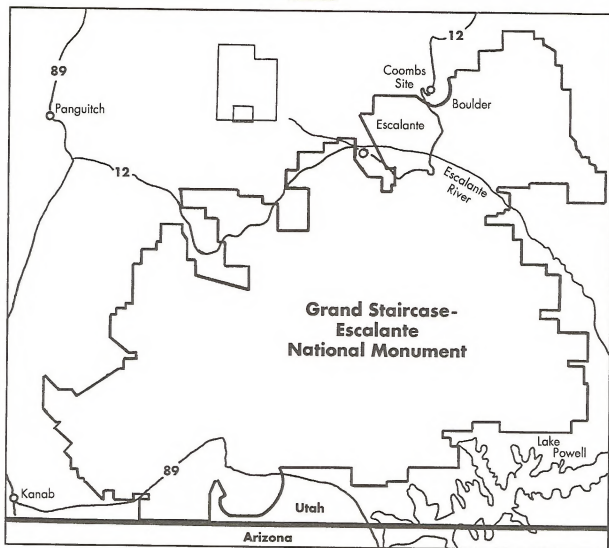 12
89
Coombs
Site
Panguitch
Boulder
Escalante
12
Escalante
River
Grand Staircase-
Escalante
National Monument
Lake
Powell
89
Kanab
Utah
Arizona